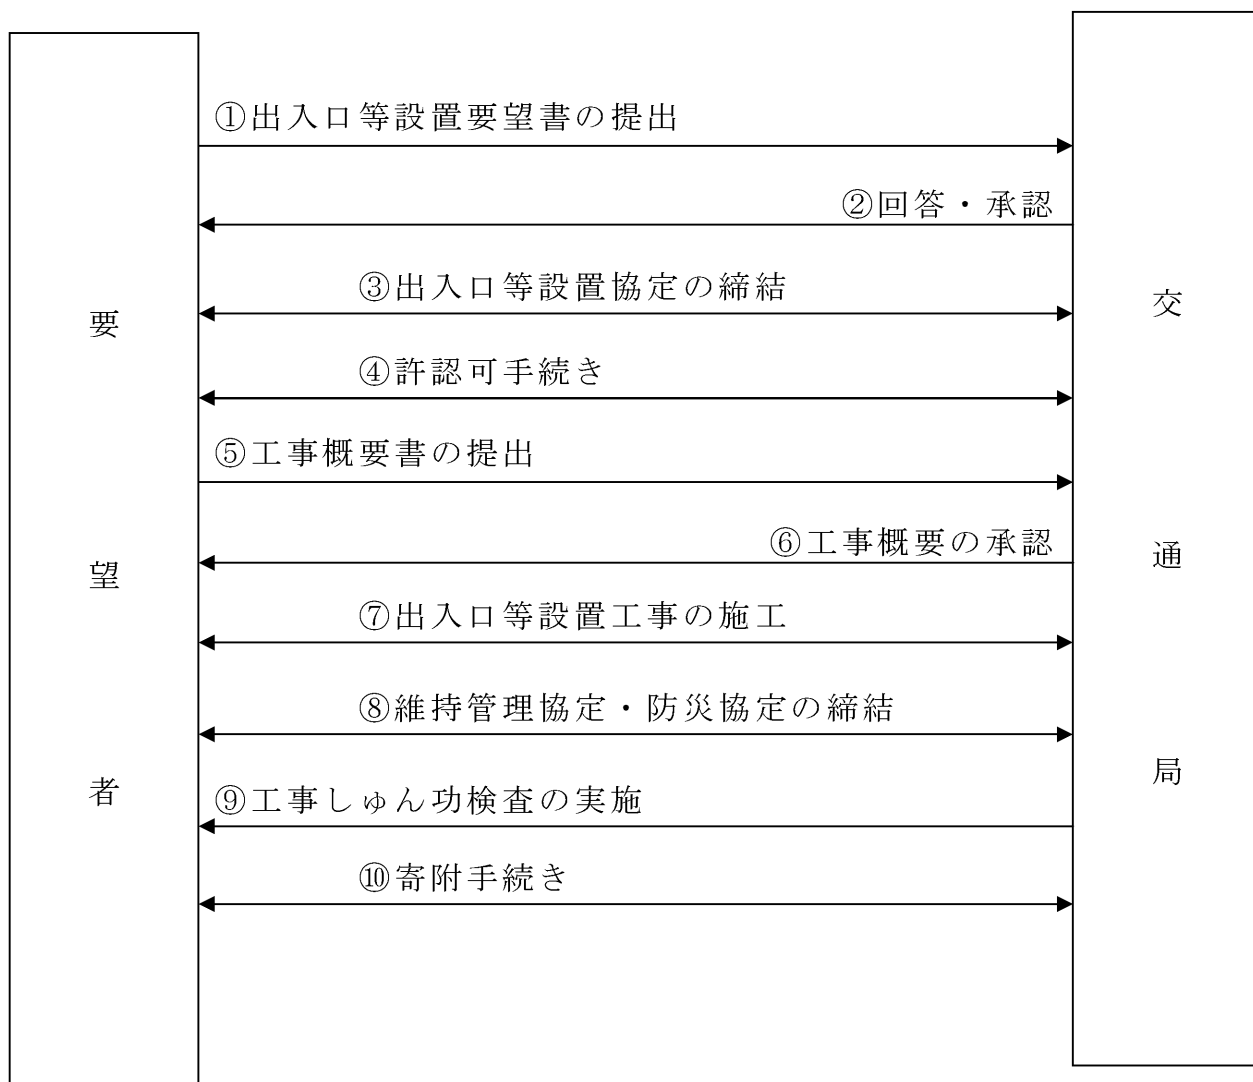 要望者
①出入口等設置要望書の提出
②回答・承認
③出入口等設置協定の締結
④許認可手続き
⑤工事概要書の提出
⑥工事概要の承認
⑦出入口等設置工事の施工
⑧維持管理協定・防災協定の締結
⑨工事しゅん功検査の実施
⑩寄附手続き
交通局